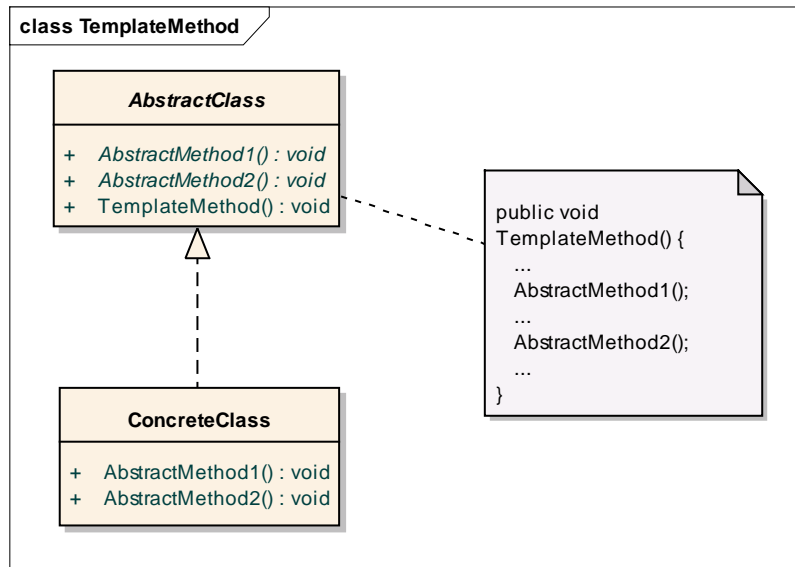 class TemplateMethod
AbstractClass
+ AbstractMethod1() : void
+ AbstractMethod2() : void
+ TemplateMethod() : void
public void
TemplateMethod() {
...
AbstractMethod1();
...
AbstractMethod2();
...
}
ConcreteClass
+ AbstractMethod1() : void
+ AbstractMethod2() : void